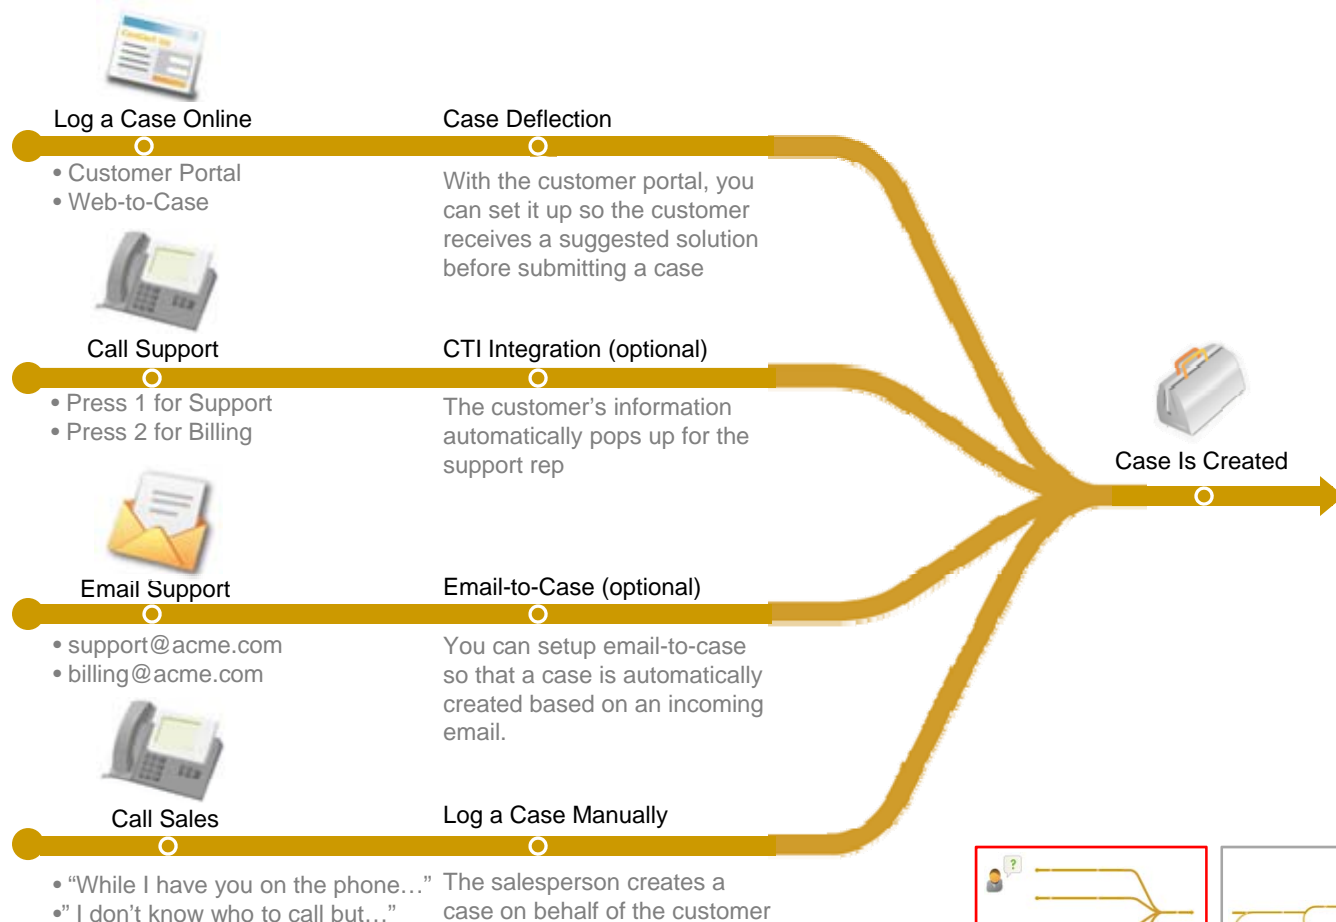 Contact Us
Log a Case Online
Case Deflection
• Customer Portal
• Web-to-Case
With the customer portal, you
can set it up so the customer
receives a suggested solution
before submitting a case
Call Support
CTI Integration (optional)
• Press 1 for Support
• Press 2 for Billing
The customer’s information
automatically pops up for the
support rep
Case Is Created
Email Support
Email-to-Case (optional)
• support@acme.com
• billing@acme.com
You can setup email-to-case
so that a case is automatically
created based on an incoming
email.
Call Sales
Log a Case Manually
• “While I have you on the phone…”
•” I don’t know who to call but…”
The salesperson creates a
case on behalf of the customer
?